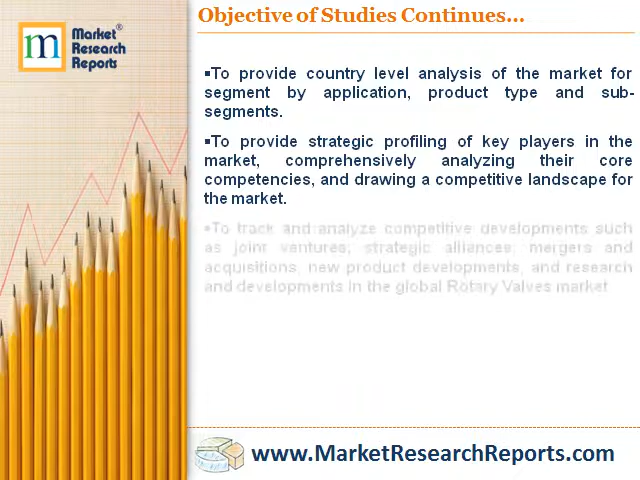 Objective of Studies Continues…
m
Market®
Research
Reports
▪To provide country level analysis of the market for
segment by application, product type and sub-
segments.
▪To provide strategic profiling of key players in the
market, comprehensively analyzing their core
competencies, and drawing a competitive landscape for
the market.
▪To track and analyze competitive developments such
as joint ventures, strategic alliances, mergers and
acquisitions, new product developments, and research
and developments in the global Rotary Valves market
www.MarketResearchReports.com